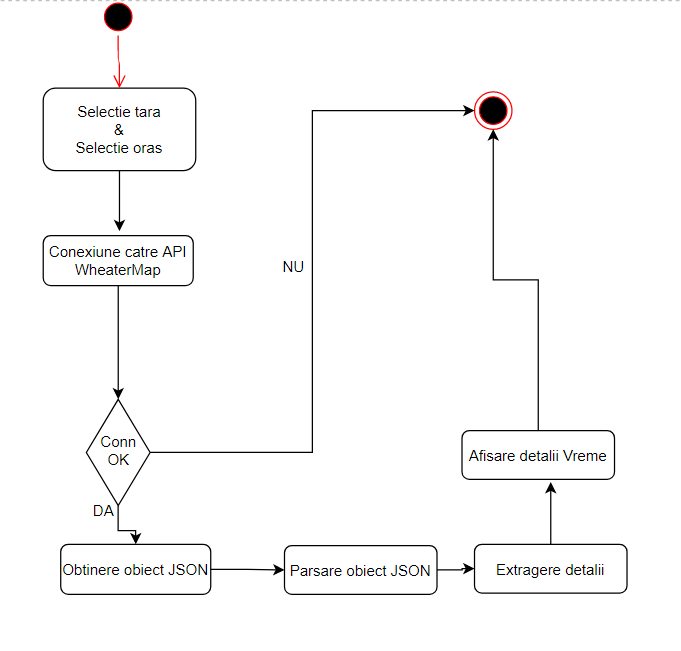 Selectie tara
&
Selectie oras
Conexiune catre API
WheaterMap
NU
Conn
OK
DA
Afisare detalii Vreme
Obtinere obiect JSON
Parsare obiect JSON
Extragere detalii